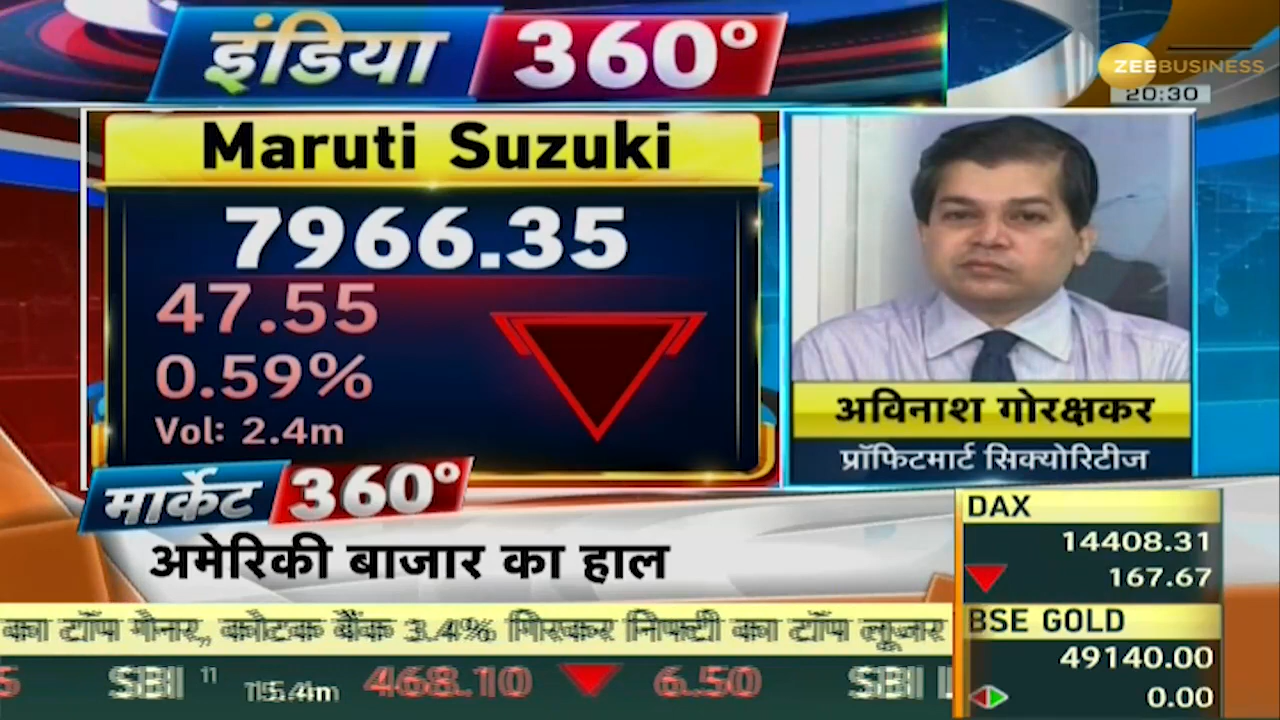 इंडिया 360°
ZEEBUSINESS
20:30
Maruti Suzuki
7966.35
47.55
0.59%
Vol: 2.4m
अविनाश गोरक्षकर
प्रॉफिटमार्ट सिक्योरिटीज
मार्केट 360°
अमेरिकी बाजार का हाल
DAX
14408.31
167.67
BSE GOLD
49140.00
0.00
का टॉप गेनर, कोटक बैंक 3.4% गिरकर निफ्टी का टॉप लूजर
SBI 468.10 6.50 SBI L